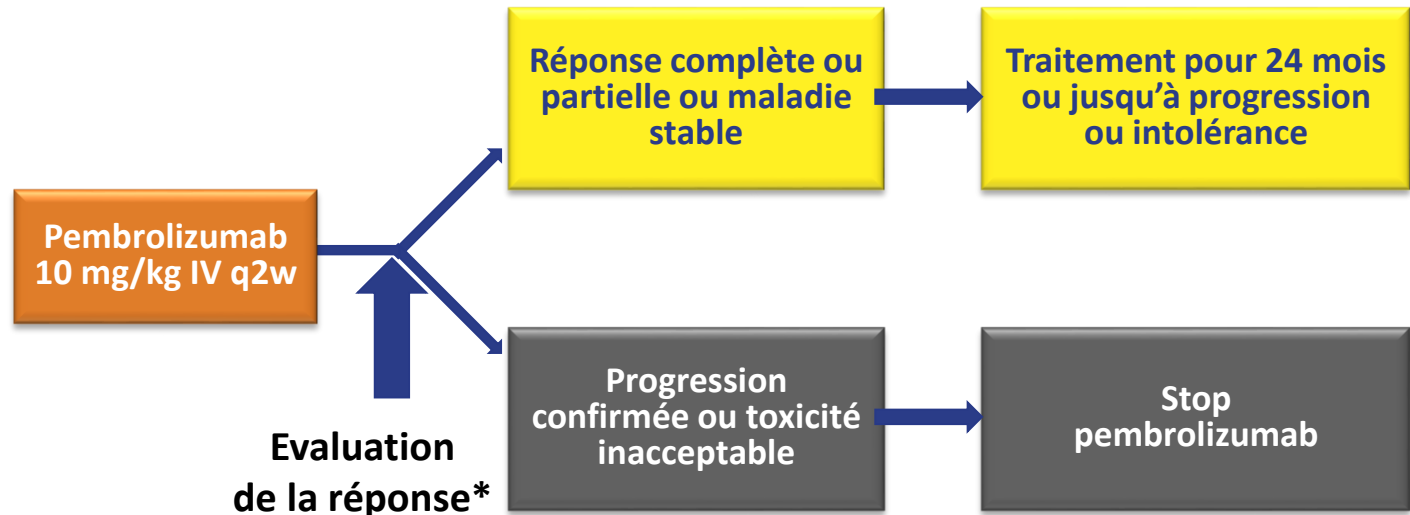 Réponse complète ou
partielle ou maladie
stable
Traitement pour 24 mois
ou jusqu’à progression
ou intolérance
Pembrolizumab
10 mg/kg IV q2w
Progression
confirmée ou toxicité
inacceptable
Stop
pembrolizumab
Evaluation
de la réponse*